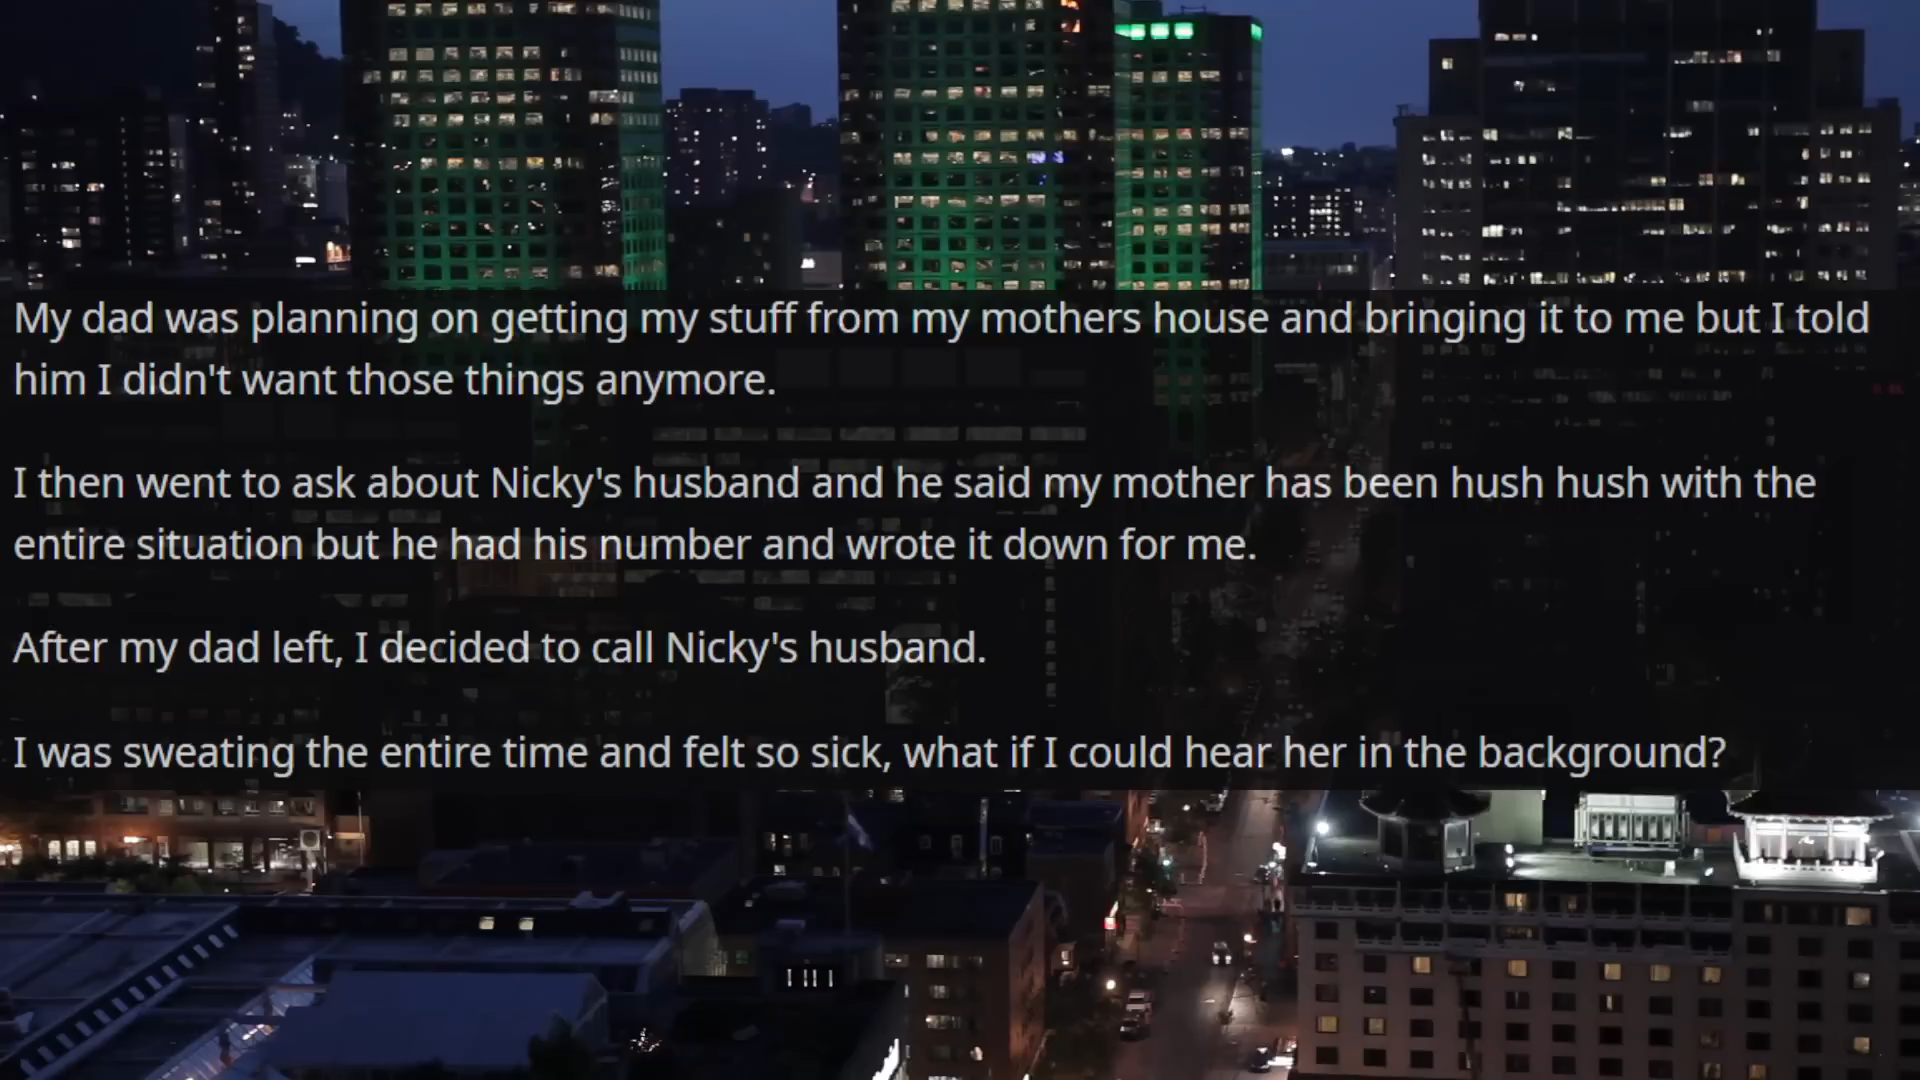 My dad was planning on getting my stuff from my mothers house and bringing it to me but I told
him I didn't want those things anymore.
I then went to ask about Nicky's husband and he said my mother has been hush hush with the
entire situation but he had his number and wrote it down for me.
After my dad left, I decided to call Nicky's husband.
I was sweating the entire time and felt so sick, what if I could hear her in the background?